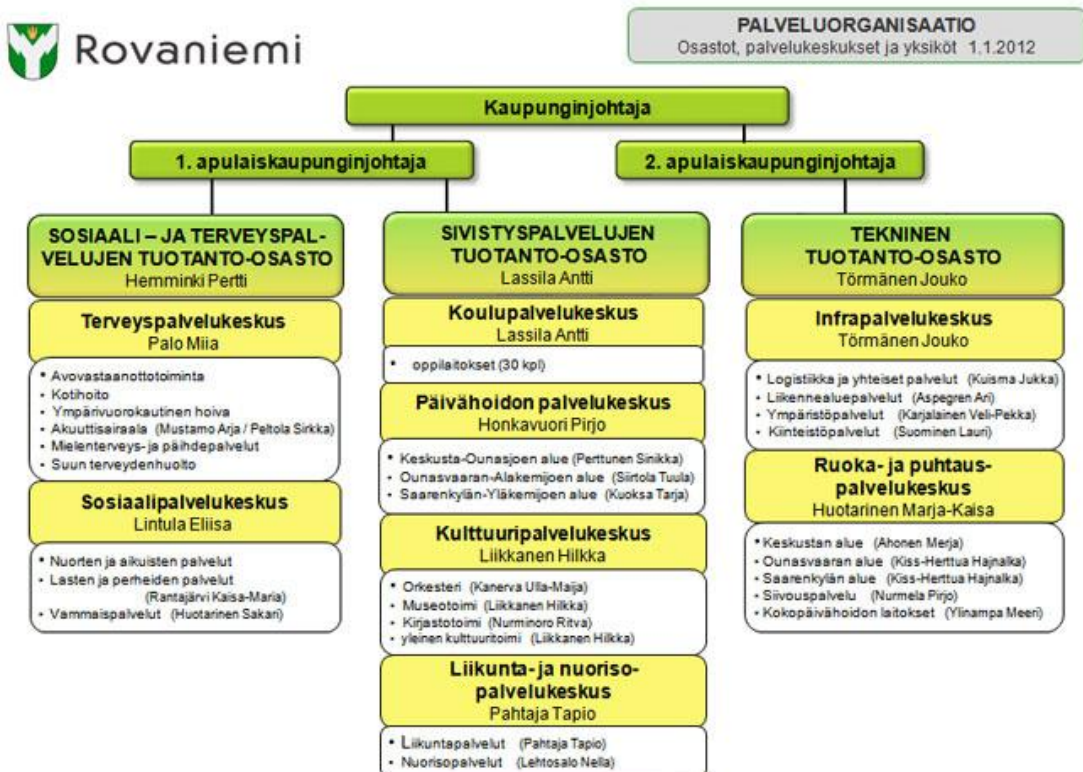 Rovaniemi
PALVELUORGANISAATIO
Osastot, palvelukeskukset ja yksiköt 1.1.2012
Kaupunginjohtaja
1. apulaiskaupunginjohtaja
2. apulaiskaupunginjohtaja
SOSIAALI – JA TERVEYSPAL-
VELUJEN TUOTANTO-OSASTO
Hemminki Pertti
Terveyspalvelukeskus
Palo Miia
• Avovastaanottotoiminta
• Kotihoito
• Ympärivuorokautinen hoiva
• Akuuttisairaala (Mustamo Arja / Peltola Sirkka)
• Mielenterveys- ja päihdepalvelut
• Suun terveydenhuolto
Sosiaalipalvelukeskus
Lintula Eliisa
• Nuorten ja aikuisten palvelut
• Lasten ja perheiden palvelut
(Rantajärvi Kaisa-Maria)
• Vammaispalvelut (Huotarinen Sakari)
SIVISTYSPALVELUJEN
TUOTANTO-OSASTO
Lassila Antti
Koulupalvelukeskus
Lassila Antti
• oppilaitokset (30 kpl)
Päivähoidon palvelukeskus
Honkavuori Pirjo
• Keskusta-Ounasjoen alue (Perttunen Sinikka)
• Ounasvaaran-Alakemijoen alue (Siirtola Tuula)
• Saarenkylän-Yläkemijoen alue (Kuoksa Tarja)
Kulttuuripalvelukeskus
Liikkanen Hilkka
• Orkesteri (Kanerva Ulla-Maija)
• Museotoimi (Liikkanen Hilkka)
• Kirjastotoimi (Nurminoro Ritva)
• yleinen kulttuuritoimi (Liikkanen Hilkka)
Liikunta- ja nuoriso-
palvelukeskus
Pahtaja Tapio
• Liikuntapalvelut (Pahtaja Tapio)
• Nuorisopalvelut (Lehtosalo Nella)
TEKNINEN
TUOTANTO-OSASTO
Törmänen Jouko
Infrapalvelukeskus
Törmänen Jouko
• Logistiikka ja yhteiset palvelut (Kuisma Jukka)
• Liikennealuepalvelut (Aspegren Ari)
• Ympäristöpalvelut (Karjalainen Veli-Pekka)
• Kiinteistöpalvelut (Suominen Lauri)
Ruoka- ja puhtaus-
palvelukeskus
Huotarinen Marja-Kaisa
• Keskustan alue (Ahonen Merja)
• Ounasvaaran alue (Kiss-Herttua Hajnalka)
• Saarenkylän alue (Kiss-Herttua Hajnalka)
• Siivouspalvelu (Nurmela Pirjo)
• Kokopäivähoidon laitokset (Ylinampa Meeri)